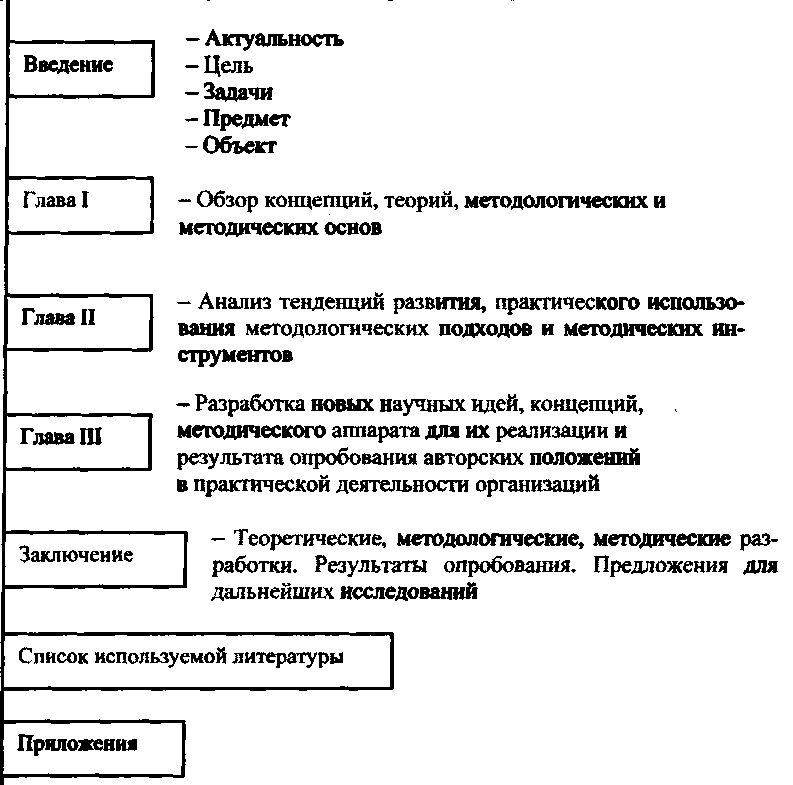 – Актуальность
Введение
– Цель
– Задачи
– Предмет
– Объект
Глава I
– Обзор концепций, теорий, методологических и
методических основ
Глава II
– Анализ тенденций развития, практического использо-
вания методологических подходов и методических ин-
струментов
Глава III
– Разработка новых научных идей, концепций,
методического аппарата для их реализации и
результата опробования авторских положений
в практической деятельности организаций
Заключение
– Теоретические, методологические, методические раз-
работки. Результаты опробования. Предложения для
дальнейших исследований
Список используемой литературы
Приложения